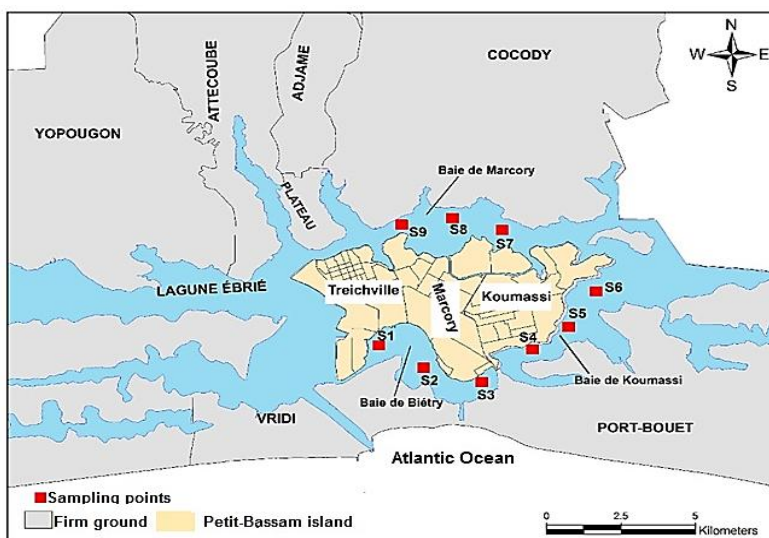 N
COCODY
W E
S
ADJAME
ATTECOUBE
YOPOUGON
Baie de Marcory
PLATEAU
S8
S9
S7
LAGUNE ÉBRIÉ
Treichville
Marcory
Koumassi
S6
S5
S1
S4
S2
S3
Baie de Koumassi
Baie de Biétry
VRIDI
PORT-BOUET
Atlantic Ocean
Sampling points
Firm ground
Petit-Bassam island
0 2.5 5
Kilometers